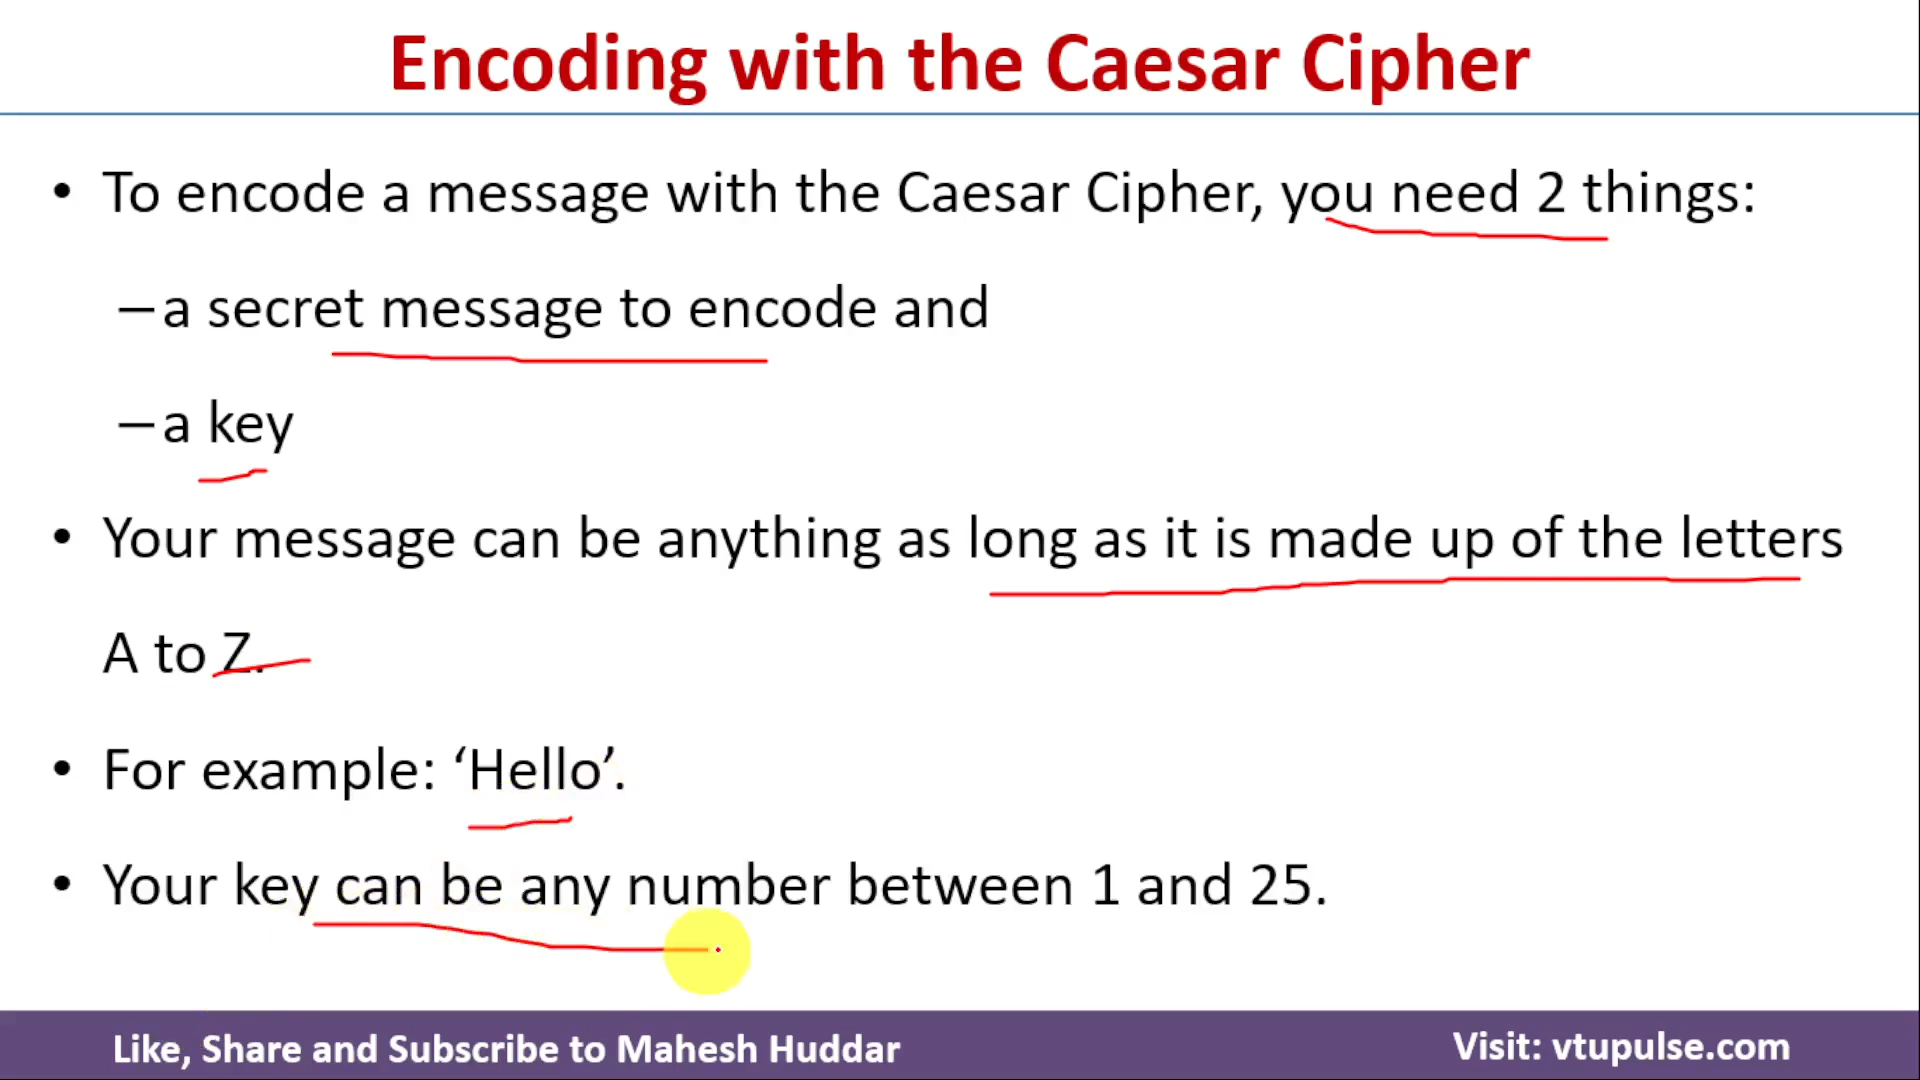 Encoding with the Caesar Cipher
• To encode a message with the Caesar Cipher, you need 2 things:
– a secret message to encode and
– a key
• Your message can be anything as long as it is made up of the letters
A to Z.
• For example: ‘Hello’.
• Your key can be any number between 1 and 25.
Like, Share and Subscribe to Mahesh Huddar
Visit: vtupulse.com